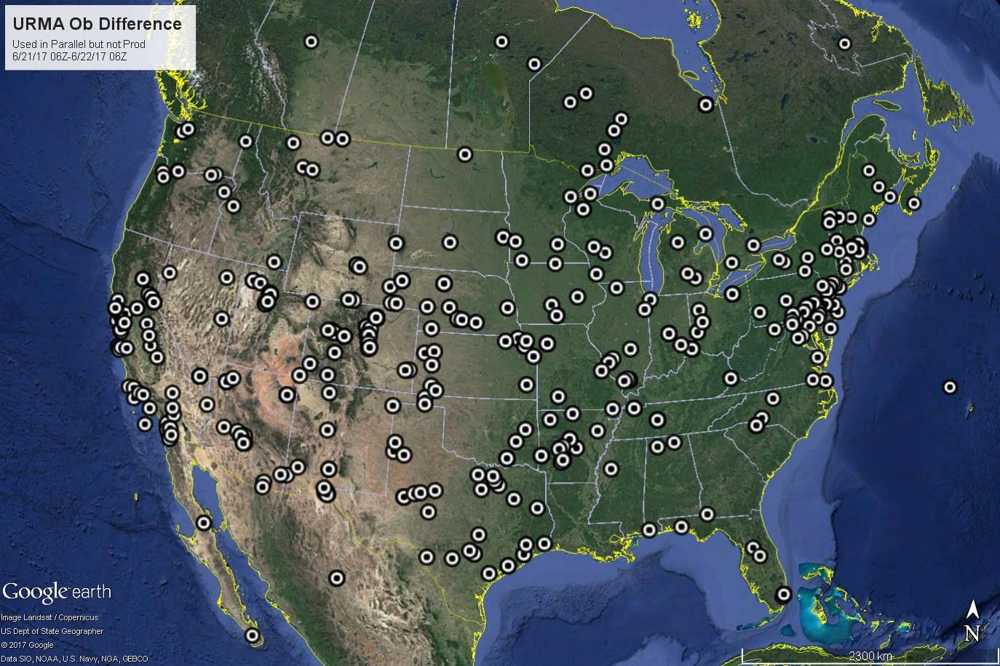 URMA Ob Difference
Used in Parallel but not Prod
6/21/17 06Z-6/22/17 06Z
Google earth
Image Landsat / Copernicus
US Dept of State Geographer
© 2017 Google
Data SIO, NOAA, U.S. Navy, NGA, GEBCO
N
2300 km